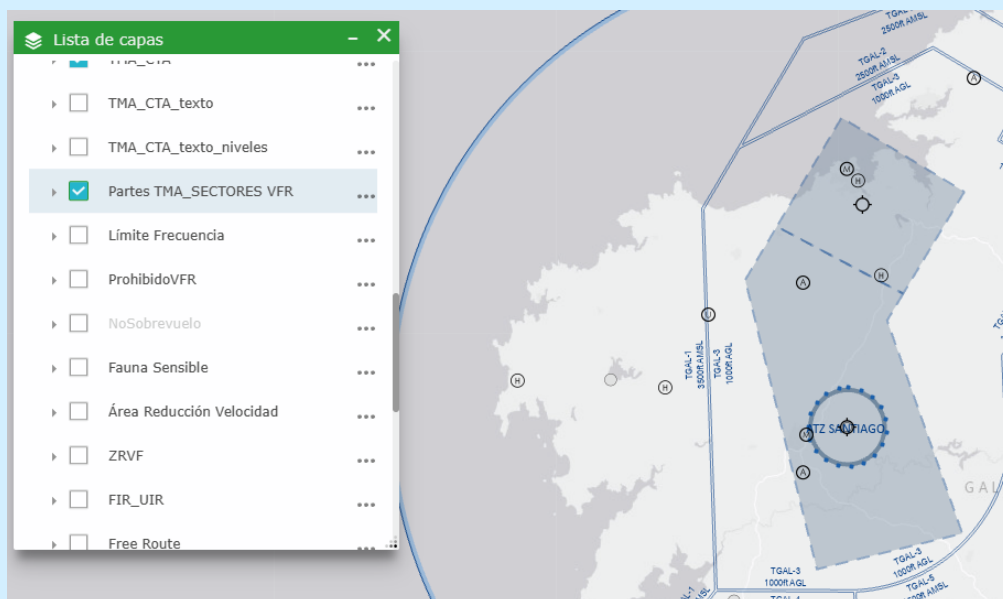 Lista de capas
TMA_CTA
TMA_CTA_texto
TMA_CTA_texto_niveles
Partes TMA_SECTORES VFR
Límite Frecuencia
ProhibidoVFR
NoSobrevuelo
Fauna Sensible
Área Reducción Velocidad
ZRVF
FIR_UIR
Free Route
2500ft AMSL
TGAL-2
2500ft AMSL
TGAL-3
1000ft AGL
A
M
H
A
H
U
TGAL-1
3500ft AMSL
TGAL-3
1000ft AGL
H
H
ATZ SANTIAGO
M
A
GAL
TGAL-3
1000ft AGL
TGAL-3
1000ft AGL
TGAL-5